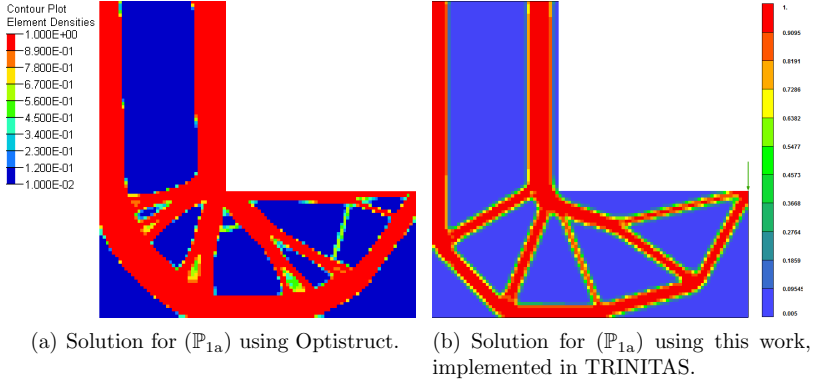 Contour Plot
Element Densities
1.000E+00
8.900E-01
7.800E-01
6.700E-01
5.600E-01
4.500E-01
3.400E-01
2.300E-01
1.200E-01
1.000E-02
1.
0.9095
0.8190
0.7286
0.6382
0.5477
0.4573
0.3668
0.2764
0.1859
0.09545
0.005
(a) Solution for (ℙ1a) using Optistruct.
(b) Solution for (ℙ1a) using this work,
implemented in TRINITAS.